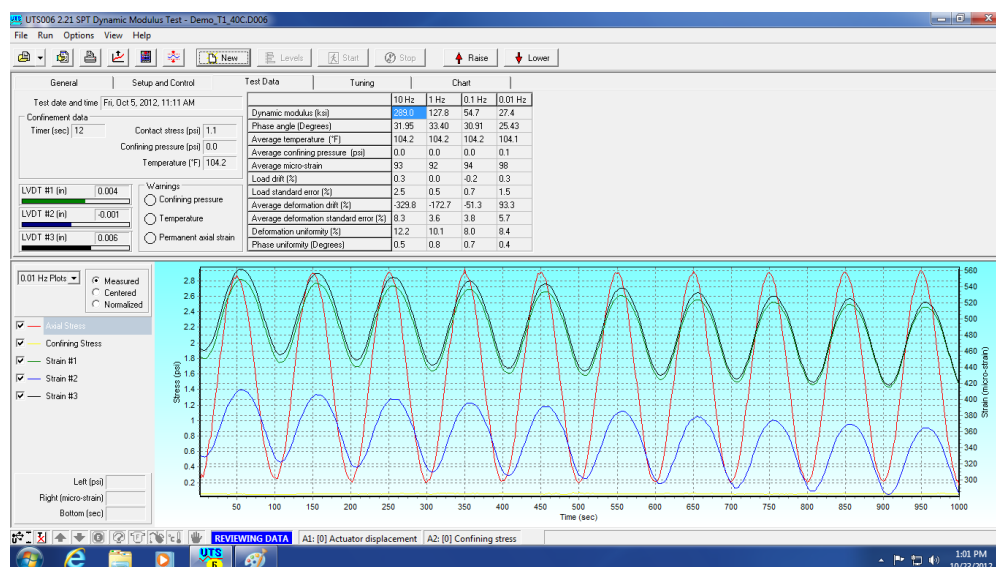 UTS006 2.21 SPT Dynamic Modulus Test - Demo_T1_40C.D006
File Run Options View Help
New Levels Start Stop Raise Lower
General Setup and Control Test Data Tuning Chart
Test date and time Fri, Oct 5, 2012, 11:11 AM
Confinement data
Timer (sec) 12 Contact stress (psi) 1.1
Confining pressure (psi) 0.0
Temperature (°F) 104.2
LVDT #1 (in) 0.004
LVDT #2 (in) -0.001
LVDT #3 (in) 0.006
Warnings
Confining pressure
Temperature
Permanent axial strain
10 Hz 1 Hz 0.1 Hz 0.01 Hz
Dynamic modulus (ksi) 289.0 127.8 54.7 27.4
Phase angle (Degrees) 31.95 33.40 30.91 25.43
Average temperature (°F) 104.2 104.2 104.2 104.1
Average confining pressure (psi) 0.0 0.0 0.0 0.1
Average micro-strain 93 92 94 98
Load drift (%) 0.3 0.0 -0.2 0.3
Load standard error (%) 2.5 0.5 0.7 1.5
Average deformation drift (%) -329.8 -172.7 -51.3 93.3
Average deformation standard error (%) 8.3 3.6 3.8 5.7
Deformation uniformity (%) 12.2 10.1 8.0 8.4
Phase uniformity (Degrees) 0.5 0.8 0.7 0.4
0.01 Hz Plots
Measured
Centered
Normalized
Axial Stress
Confining Stress
Strain #1
Strain #2
Strain #3
Left (psi)
Right (micro-strain)
Bottom (sec)
Stress (psi)
2.8
2.6
2.4
2.2
2
1.8
1.6
1.4
1.2
1
0.8
0.6
0.4
0.2
560
540
520
500
480
460
440
420
400
380
360
340
320
300
Strain (micro-strain)
50 100 150 200 250 300 350 400 450 500 550 600 650 700 750 800 850 900 950 1000
Time (sec)
REVIEWING DATA A1: [0] Actuator displacement A2: [0] Confining stress
UTS
6
1:01 PM
10/23/2012